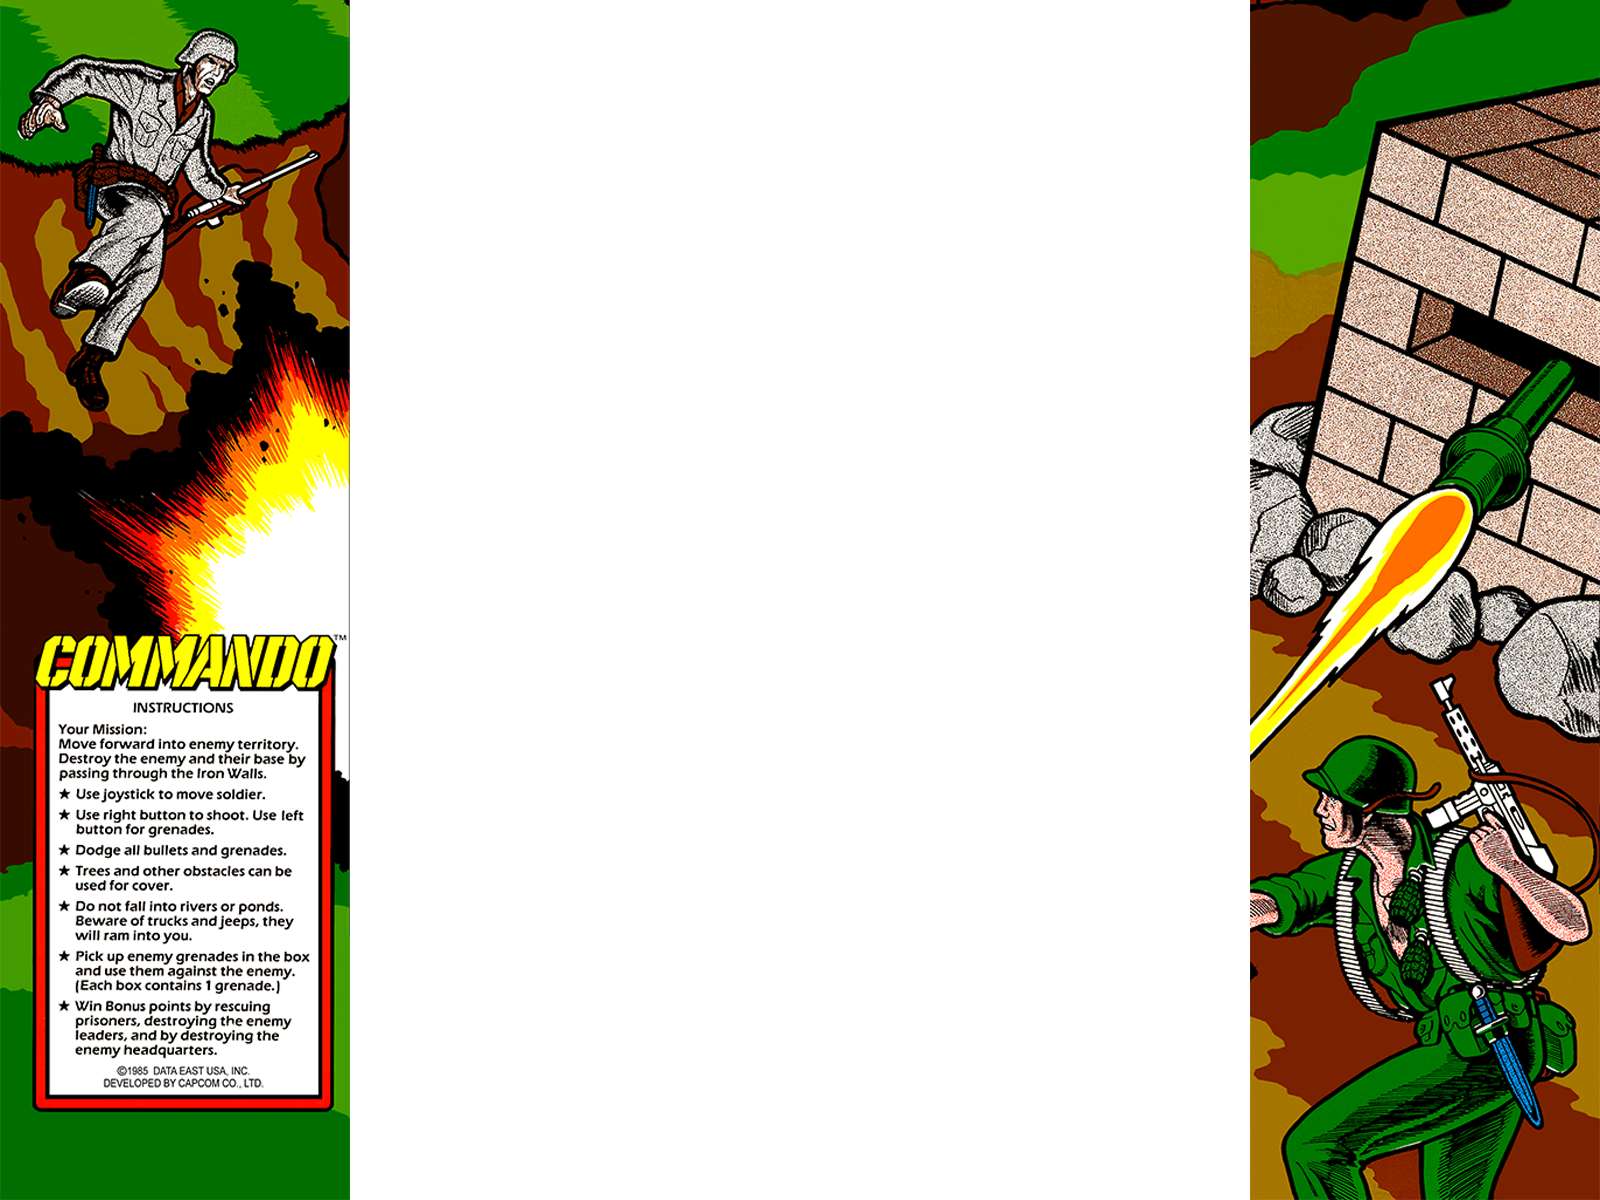 COMMANDO™
INSTRUCTIONS
Your Mission:
Move forward into enemy territory.
Destroy the enemy and their base by
passing through the Iron Walls.
★ Use joystick to move soldier.
★ Use right button to shoot. Use left
button for grenades.
★ Dodge all bullets and grenades.
★ Trees and other obstacles can be
used for cover.
★ Do not fall into rivers or ponds.
Beware of trucks and jeeps, they
will ram into you.
★ Pick up enemy grenades in the box
and use them against the enemy.
(Each box contains 1 grenade.)
★ Win Bonus points by rescuing
prisoners, destroying the enemy
leaders, and by destroying the
enemy headquarters.
©1985 DATA EAST USA, INC.
DEVELOPED BY CAPCOM CO., LTD.